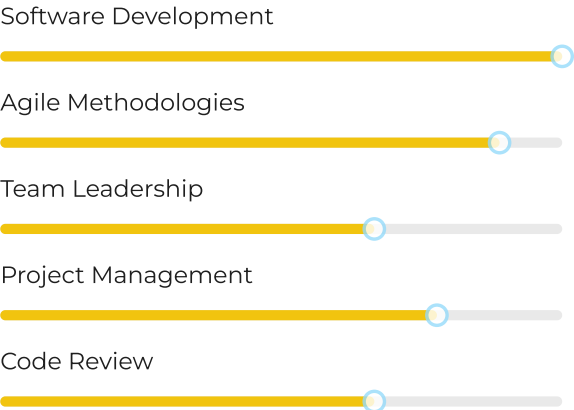 Software Development
Agile Methodologies
Team Leadership
Project Management
Code Review